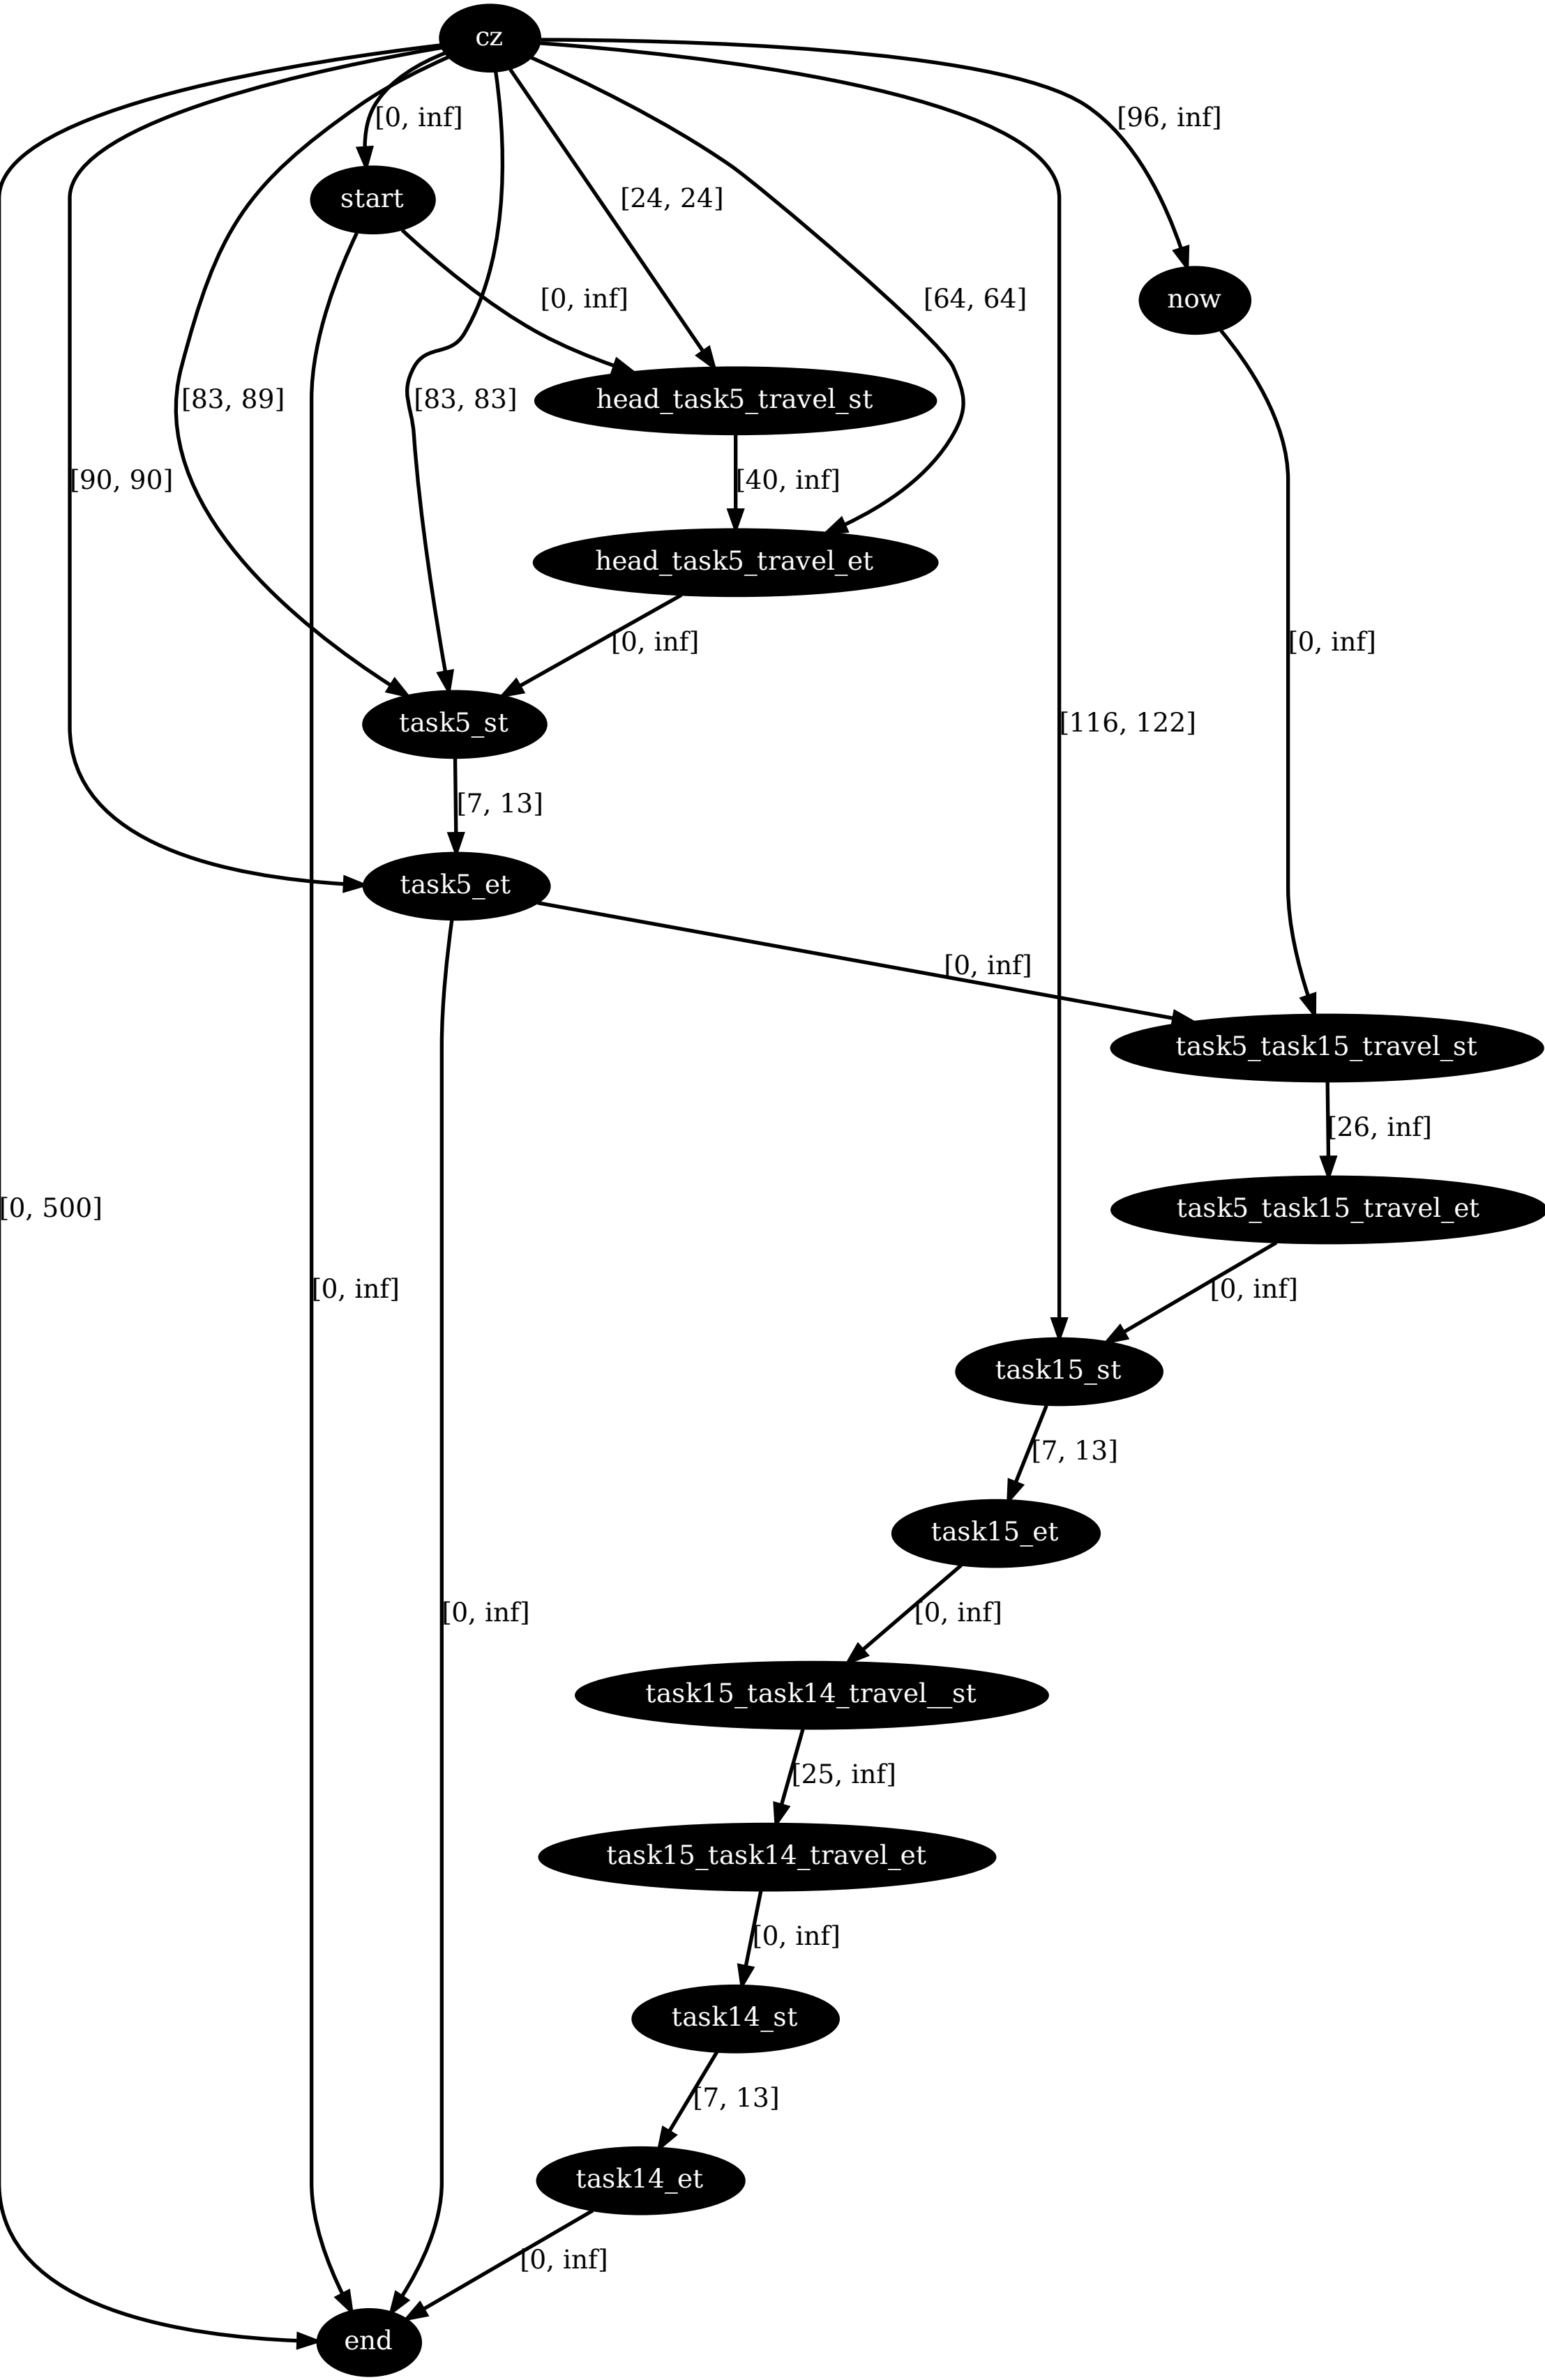 cz
[0, inf]
[96, inf]
start
[24, 24]
now
[0, inf]
[64, 64]
[83, 89]
[83, 83]
head_task5_travel_st
[90, 90]
[40, inf]
head_task5_travel_et
[0, inf]
[0, inf]
task5_st
[116, 122]
[7, 13]
task5_et
[0, inf]
task5_task15_travel_st
[26, inf]
[0, 500]
task5_task15_travel_et
[0, inf]
[0, inf]
task15_st
[7, 13]
task15_et
[0, inf]
[0, inf]
task15_task14_travel__st
[25, inf]
task15_task14_travel_et
[0, inf]
task14_st
[7, 13]
task14_et
[0, inf]
end